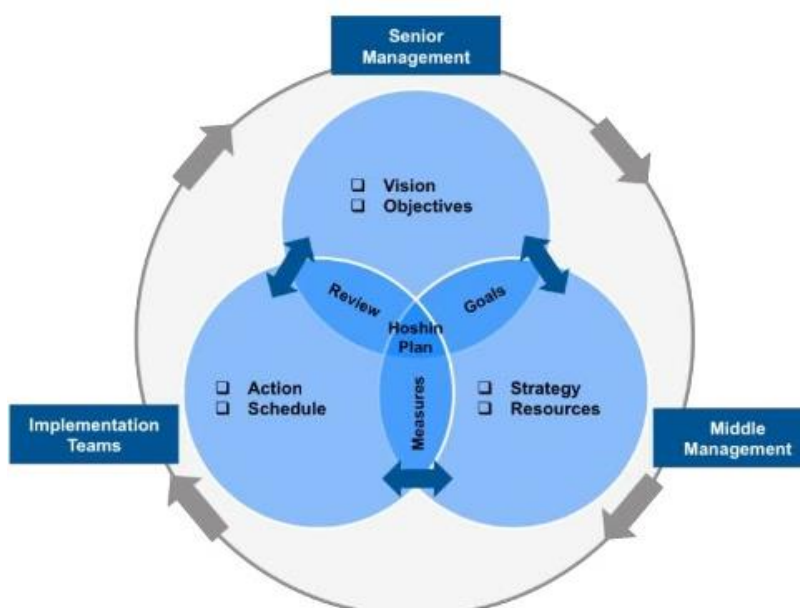 Senior
Management
Vision
Objectives
Review
Goals
Hoshin
Plan
Measures
Action
Schedule
Strategy
Resources
Implementation
Teams
Middle
Management